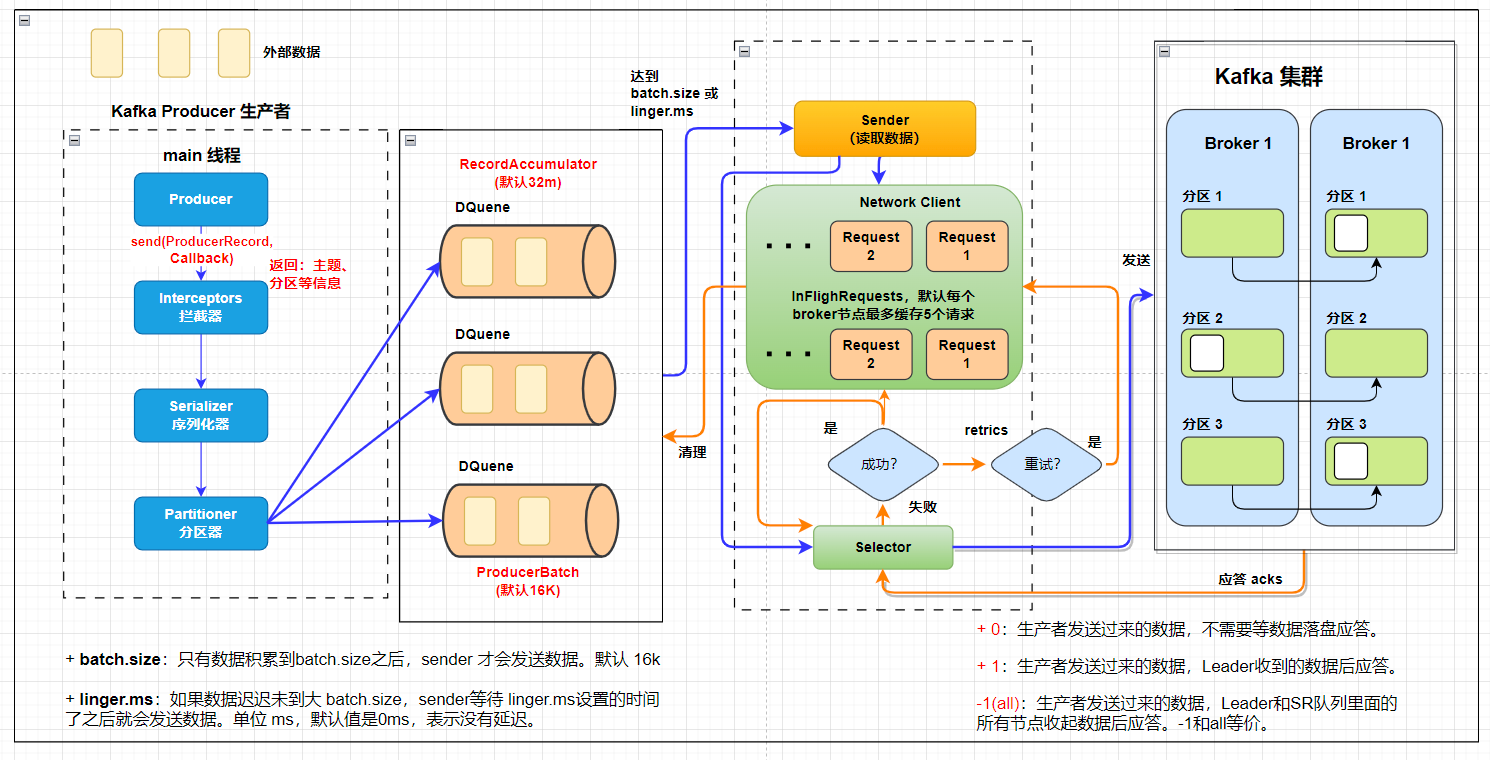 外部数据
Kafka Producer 生产者
main 线程
Producer
send(ProducerRecord,
Callback)
返回：主题、
分区等信息
Interceptors
拦截器
Serializer
序列化器
Partitioner
分区器
RecordAccumulator
(默认32m)
DQuene
DQuene
DQuene
ProducerBatch
(默认16K)
达到
batch.size 或
linger.ms
Sender
（读取数据）
Network Client
Request
2
Request
1
InFlighRequests，默认每个
broker节点最多缓存5个请求
Request
2
Request
1
清理
是
成功？
retrics
重试？
是
失败
Selector
发送
应答 acks
Kafka 集群
Broker 1
分区 1
分区 2
分区 3
Broker 1
分区 1
分区 2
分区 3
+ batch.size：只有数据积累到batch.size之后，sender 才会发送数据。默认 16k
+ linger.ms：如果数据迟迟未到大 batch.size，sender等待 linger.ms设置的时间
了之后就会发送数据。单位 ms，默认值是0ms，表示没有延迟。
+ 0：生产者发送过来的数据，不需要等数据落盘应答。
+ 1：生产者发送过来的数据，Leader收到的数据后应答。
-1(all)：生产者发送过来的数据，Leader和SR队列里面的
所有节点收起数据后应答。-1和all等价。